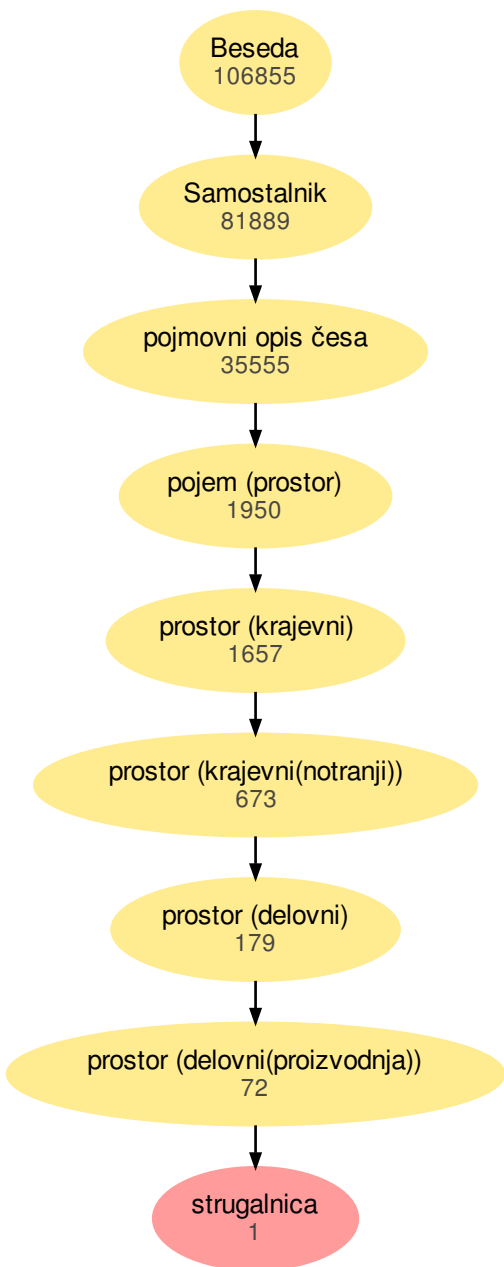 Beseda
106855
Samostalnik
81889
pojmovni opis česa
35555
pojem (prostor)
1950
prostor (krajevni)
1657
prostor (krajevni(notranji))
673
prostor (delovni)
179
prostor (delovni(proizvodnja))
72
strugalnica
1